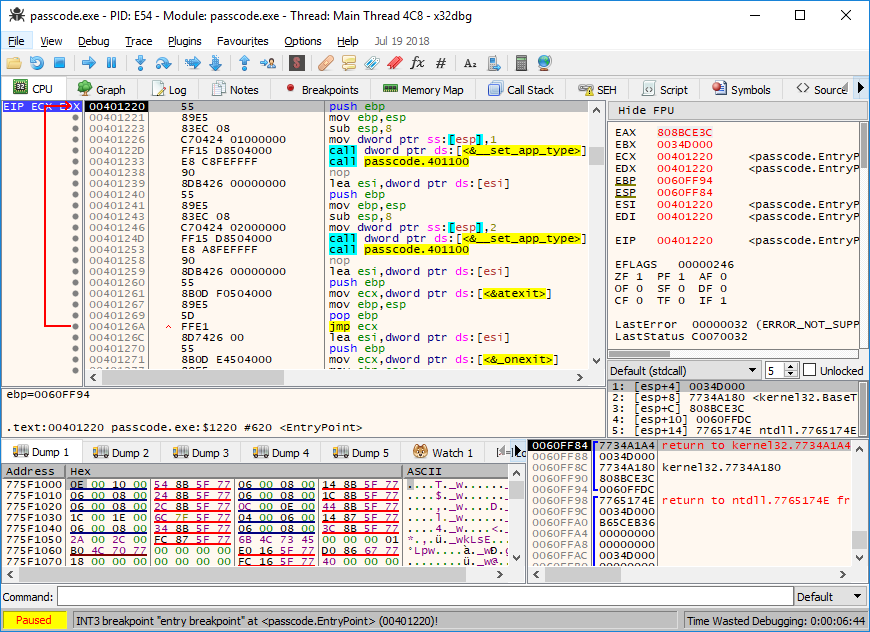 passcode.exe - PID: E54 - Module: passcode.exe - Thread: Main Thread 4C8 - x32dbg
File View Debug Trace Plugins Favourites Options Help Jul 19 2018
CPU Graph Log Notes Breakpoints Memory Map Call Stack SEH Script Symbols Source
EIP ECX EDX 00401220 55 push ebp
00401221 89E5 mov ebp,esp
00401223 83EC 08 sub esp,8
00401226 C70424 01000000 mov dword ptr ss:[esp],1
0040122D FF15 D8504000 call dword ptr ds:[<&__set_app_type>]
00401233 E8 C8FEFFFF call passcode.401100
00401238 90 nop
00401239 8DB426 00000000 lea esi,dword ptr ds:[esi]
00401240 55 push ebp
00401241 89E5 mov ebp,esp
00401243 83EC 08 sub esp,8
00401246 C70424 02000000 mov dword ptr ss:[esp],2
0040124D FF15 D8504000 call dword ptr ds:[<&__set_app_type>]
00401253 E8 A8FEFFFF call passcode.401100
00401258 90 nop
00401259 8DB426 00000000 lea esi,dword ptr ds:[esi]
00401260 55 push ebp
00401261 8B0D F0504000 mov ecx,dword ptr ds:[<&atexit>]
00401267 89E5 mov ebp,esp
00401269 5D pop ebp
0040126A FFE1 jmp ecx
0040126C 8D7426 00 lea esi,dword ptr ds:[esi]
00401270 55 push ebp
00401271 8B0D E4504000 mov ecx,dword ptr ds:[<&_onexit>]
Hide FPU
EAX 808BCE3C
EBX 0034D000
ECX 00401220 <passcode.EntryP
EDX 00401220 <passcode.EntryP
EBP 0060FF94
ESP 0060FF84
ESI 00401220 <passcode.EntryP
EDI 00401220 <passcode.EntryP
EIP 00401220 <passcode.EntryP
EFLAGS 00000246
ZF 1 PF 1 AF 0
OF 0 SF 0 DF 0
CF 0 TF 0 IF 1
LastError 00000032 (ERROR_NOT_SUPP
LastStatus C0070032
Default (stdcall) 5 Unlocked
1: [esp+4] 0034D000
2: [esp+8] 7734A180 <kernel32.BaseT
3: [esp+C] 808BCE3C
4: [esp+10] 0060FFDC
5: [esp+14] 7765174E ntdll.7765174E
ebp=0060FF94
.text:00401220 passcode.exe:$1220 #620 <EntryPoint>
Dump 1 Dump 2 Dump 3 Dump 4 Dump 5 Watch 1
Address Hex ASCII
775F1000 0E 00 10 00 54 8B 5F 77 06 00 08 00 14 8B 5F 77
775F1010 06 00 08 00 24 8B 5F 77 06 00 08 00 1C 8B 5F 77
775F1020 06 00 08 00 2C 8B 5F 77 0C 00 0E 00 44 8B 5F 77
775F1030 1C 00 1E 00 6C 7F 5F 77 04 00 06 00 14 87 5F 77
775F1040 06 00 08 00 34 8B 5F 77 06 00 08 00 3C 8B 5F 77
775F1050 2A 00 2C 00 FC 87 5F 77 6B 4C 73 45 00 00 00 01
775F1060 B0 4C 70 77 00 00 00 00 E0 16 5F 77 D0 86 67 77
775F1070 18 00 00 00 00 00 00 00 FC 16 5F 77 40 00 00 00
0060FF84 7734A1A4 return to kernel32.7734A1A4
0060FF88 0034D000
0060FF8C 7734A180 kernel32.7734A180
0060FF90 808BCE3C
0060FF94 0060FFDC
0060FF98 7765174E return to ntdll.7765174E fr
0060FF9C 0034D000
0060FFA0 B65CEB36
0060FFA4 00000000
0060FFA8 00000000
0060FFAC 0034D000
0060FFB0 00000000
Command: Default
Paused INT3 breakpoint "entry breakpoint" at <passcode.EntryPoint> (00401220)! Time Wasted Debugging: 0:00:06:44